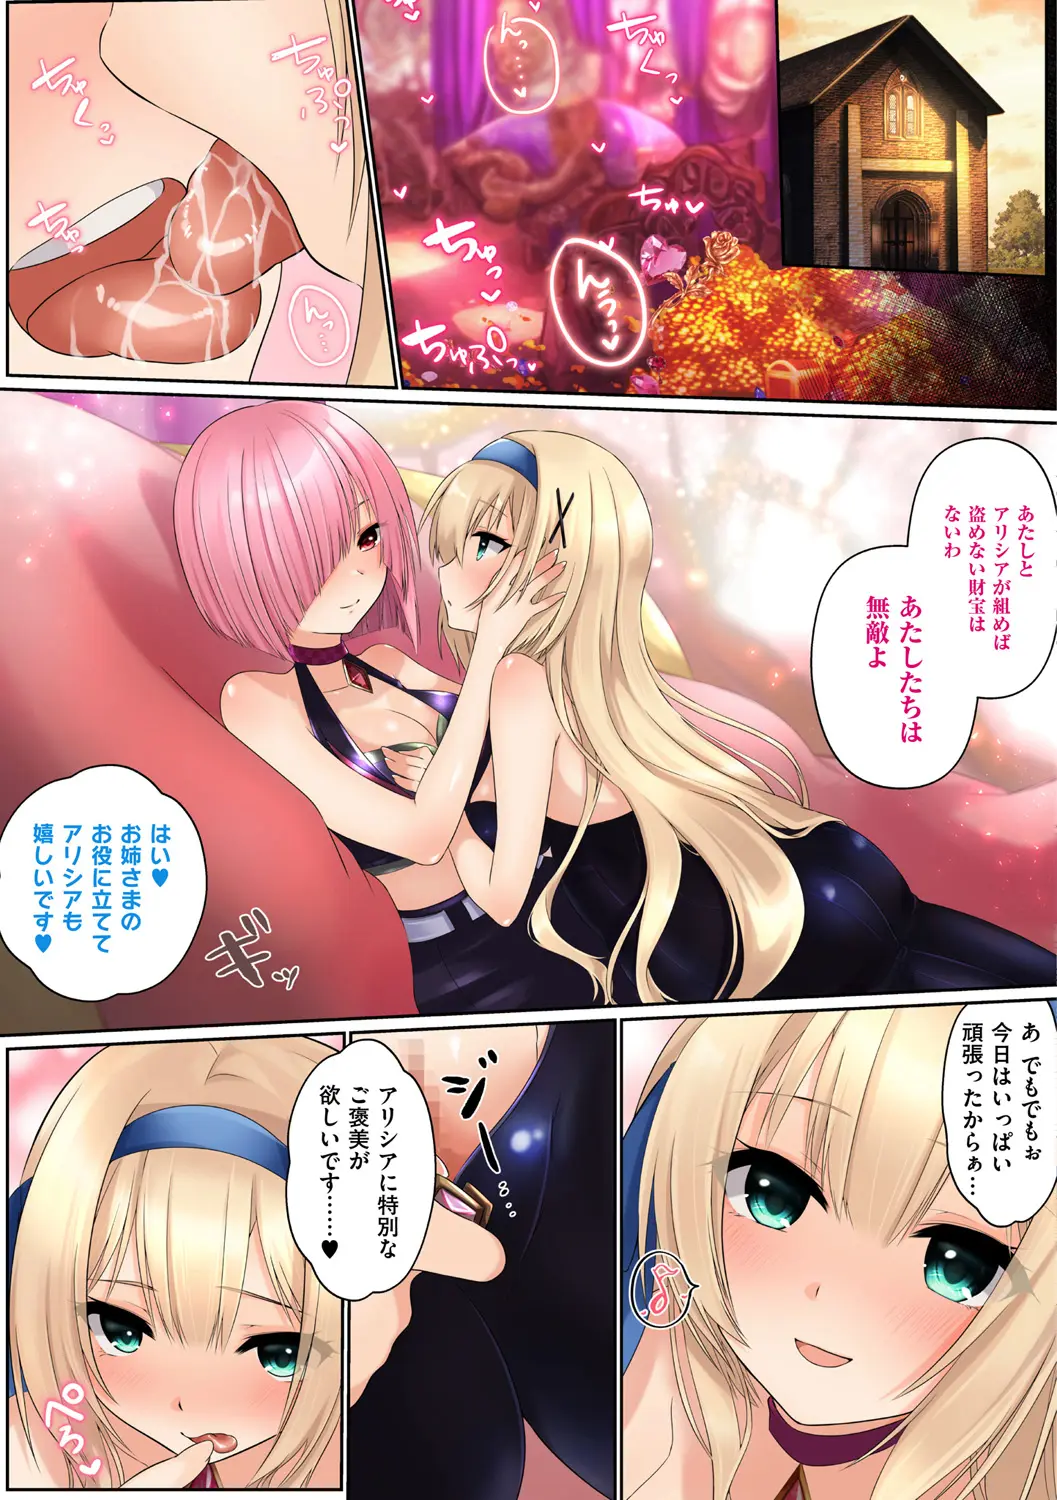 んっ……♥
ちゅくっ
ちゅ♥
ちゅっ
んっっ♥
ちゅぷっ
ちゅぷっ
ちゅく
ちゅっ
んっ…
あたしと
アリシアが組めば
盗めない財宝は
ないわ
あたしたちは
無敵よ
はい♥
お姉さまの
お役に立てて
アリシアも
嬉しいです♥
ギッ
あ でもでもぉ
今日はいっぱい
頑張ったからぁ…
ジー
アリシアに特別な
ご褒美が
欲しいです……♥
ぺろ